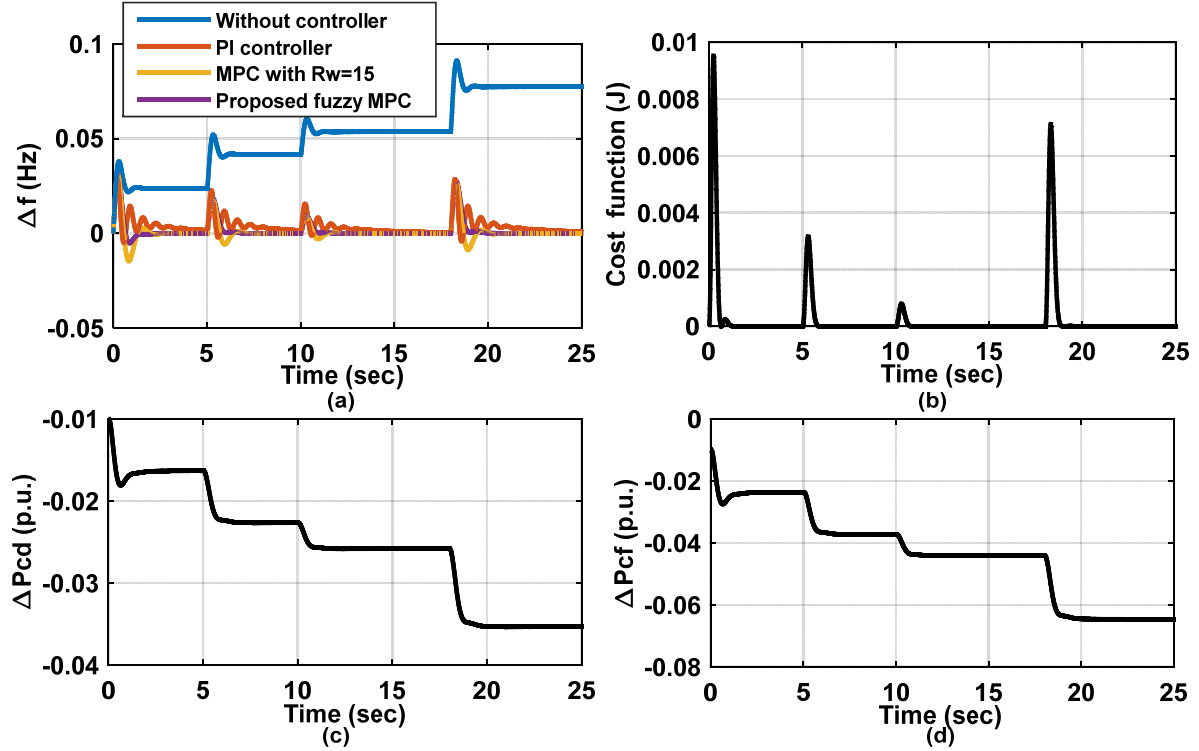 Without controller
PI controller
MPC with Rw=15
Proposed fuzzy MPC
0.1
0.05
0
-0.05
Δf (Hz)
0 5 10 15 20 25
Time (sec)
(a)
0.01
0.008
0.006
0.004
0.002
0
Cost function (J)
0 5 10 15 20 25
Time (sec)
(b)
-0.01
-0.02
-0.03
-0.04
ΔPcd (p.u.)
0 5 10 15 20 25
Time (sec)
(c)
0
-0.02
-0.04
-0.06
-0.08
ΔPcf (p.u.)
0 5 10 15 20 25
Time (sec)
(d)